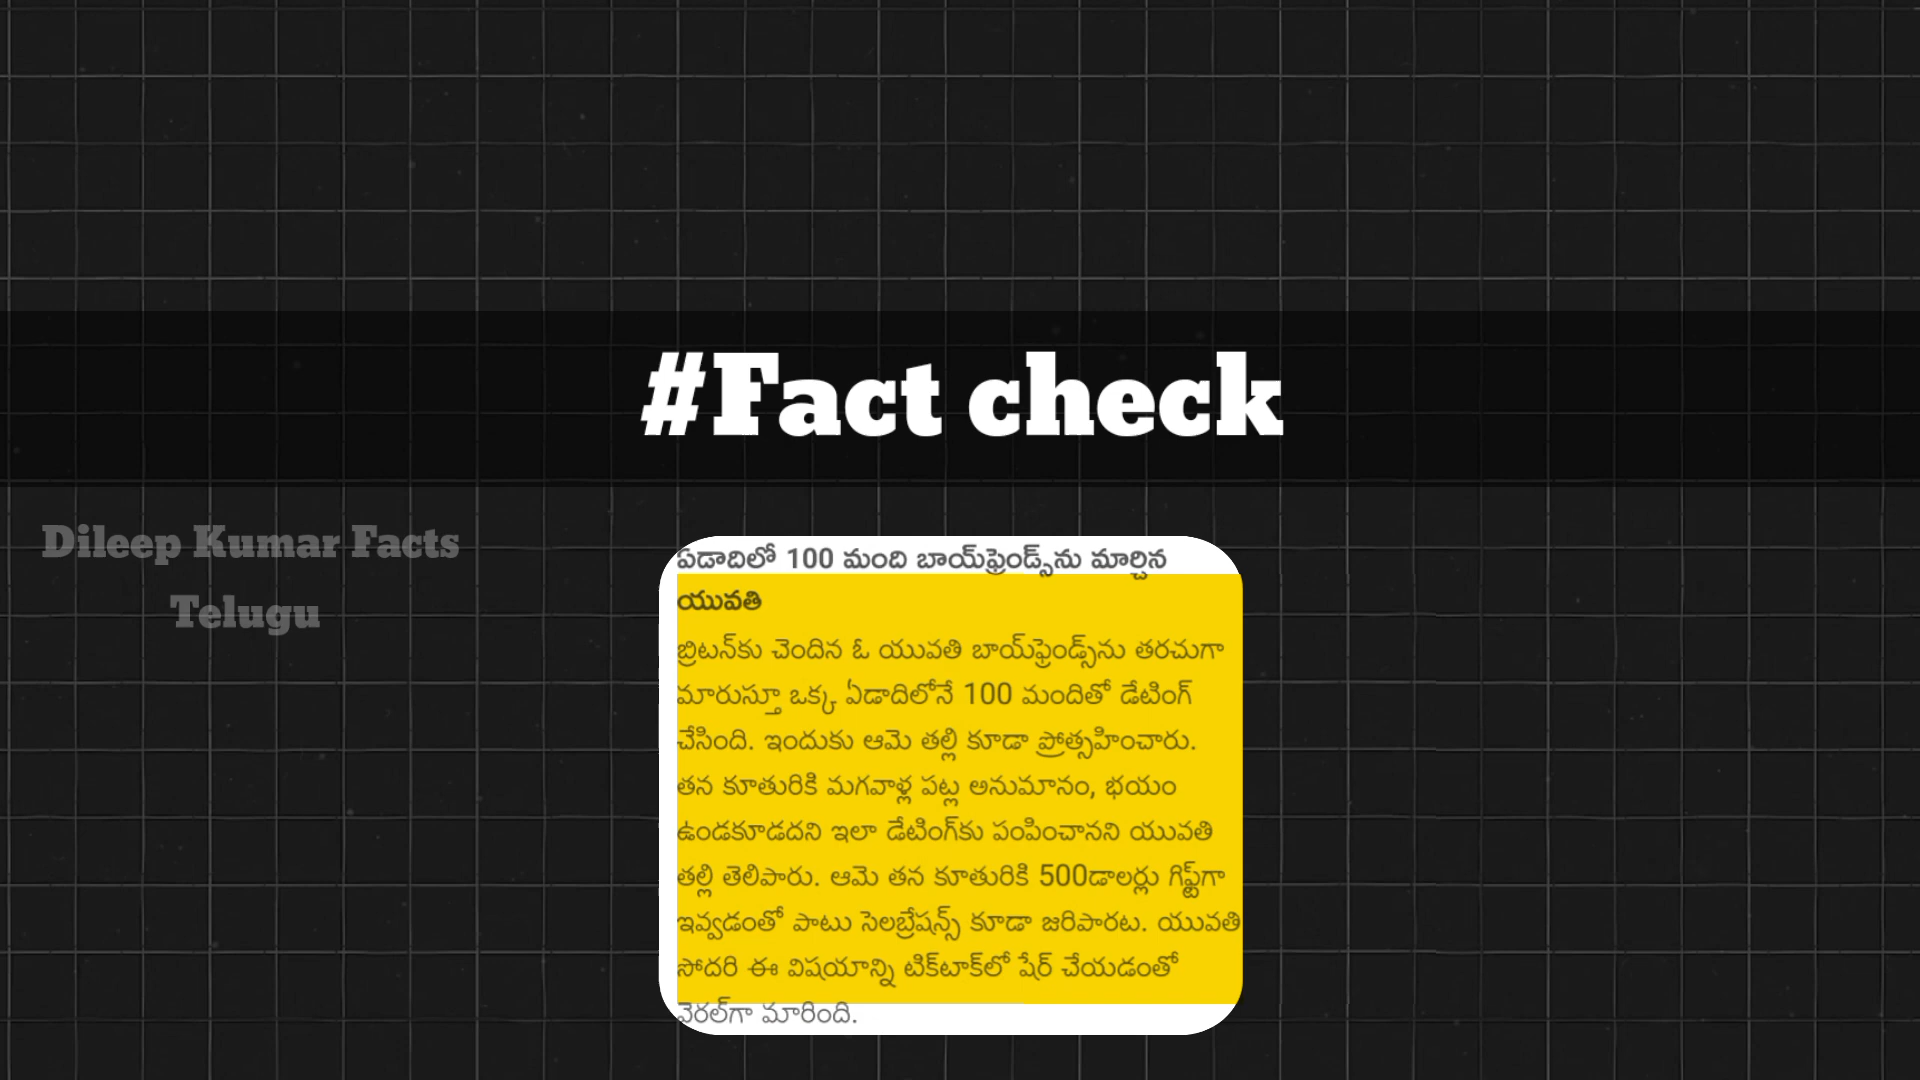 #Fact check
Dileep Kumar Facts
Telugu
ఏడాదిలో 100 మంది బాయ్‌ఫ్రెండ్స్‌ను మార్చిన
యువతి
బ్రిటన్‌కు చెందిన ఓ యువతి బాయ్‌ఫ్రెండ్స్‌ను తరచుగా
మారుస్తూ ఒక్క ఏడాదిలోనే 100 మందితో డేటింగ్
చేసింది. ఇందుకు ఆమె తల్లి కూడా ప్రోత్సహించారు.
తన కూతురికి మగవాళ్ల పట్ల అనుమానం, భయం
ఉండకూడదని ఇలా డేటింగ్‌కు పంపించానని యువతి
తల్లి తెలిపారు. ఆమె తన కూతురికి 500డాలర్లు గిఫ్ట్‌గా
ఇవ్వడంతో పాటు సెలబ్రేషన్స్ కూడా జరిపారట. యువతి
సోదరి ఈ విషయాన్ని టిక్‌టాక్‌లో షేర్ చేయడంతో
వైరల్‌గా మారింది.